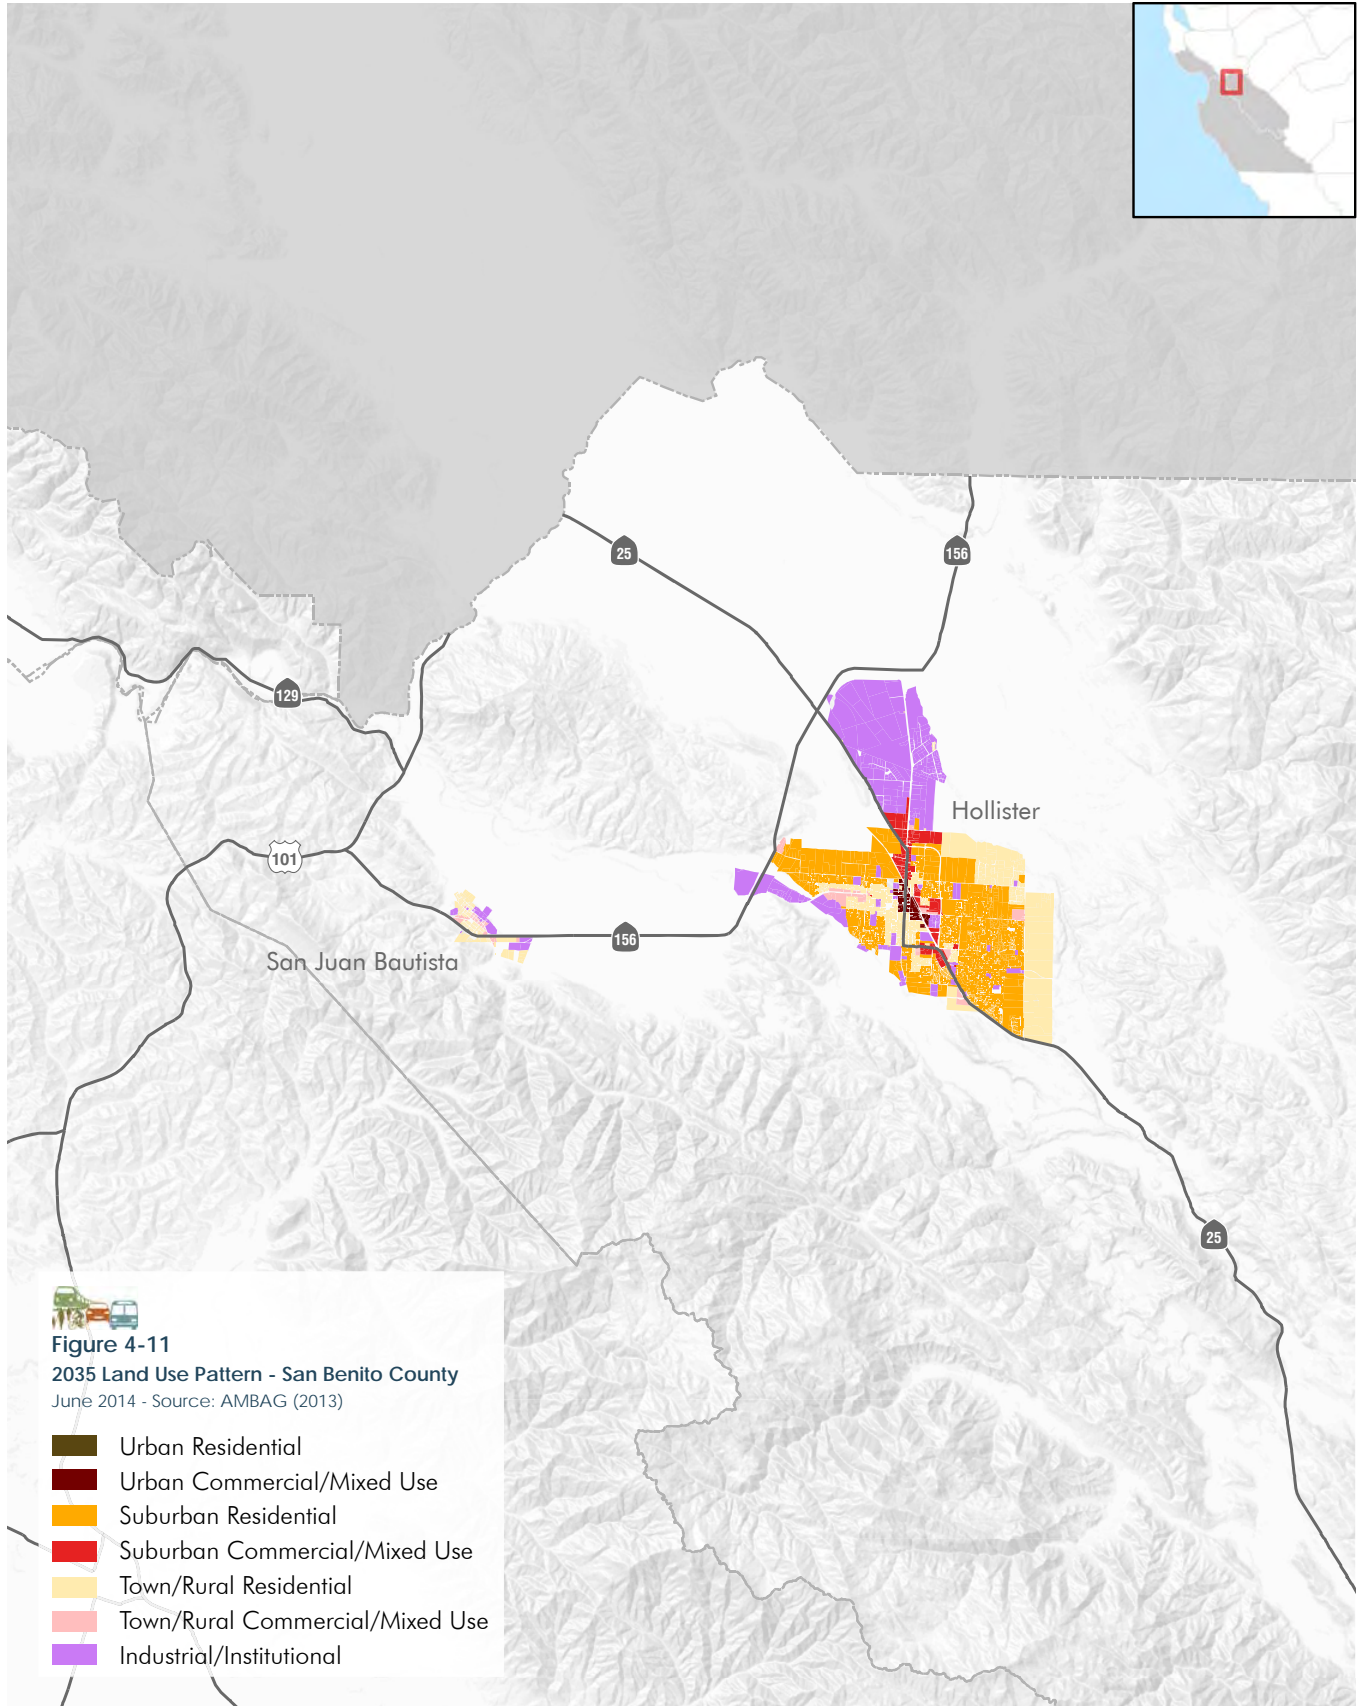 25
156
129
Hollister
101
156
San Juan Bautista
25
Figure 4-11
2035 Land Use Pattern - San Benito County
June 2014 - Source: AMBAG (2013)
Urban Residential
Urban Commercial/Mixed Use
Suburban Residential
Suburban Commercial/Mixed Use
Town/Rural Residential
Town/Rural Commercial/Mixed Use
Industrial/Institutional